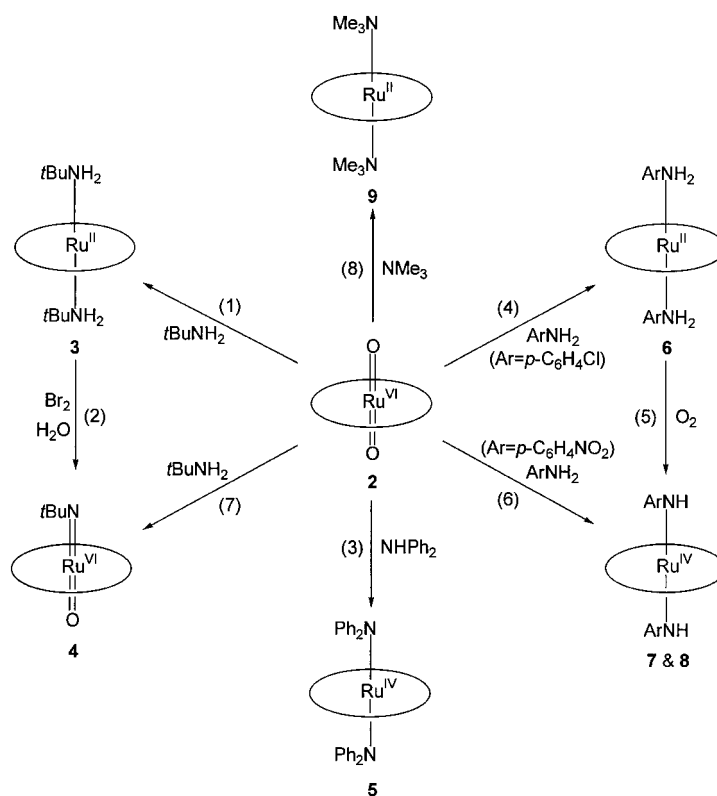 Me₃N
Ru^II
Me₃N
9
(8) NMe₃
tBuNH₂
Ru^II
tBuNH₂
3
(1)
tBuNH₂
ArNH₂
Ru^II
ArNH₂
6
(4)
ArNH₂
(Ar=p-C₆H₄Cl)
O
Ru^VI
O
2
Br₂
H₂O
(2)
(5) O₂
tBuNH₂
(7)
(Ar=p-C₆H₄NO₂)
ArNH₂
(6)
(3) NHPh₂
tBuN
Ru^VI
O
4
ArNH
Ru^IV
ArNH
7 & 8
Ph₂N
Ru^IV
Ph₂N
5